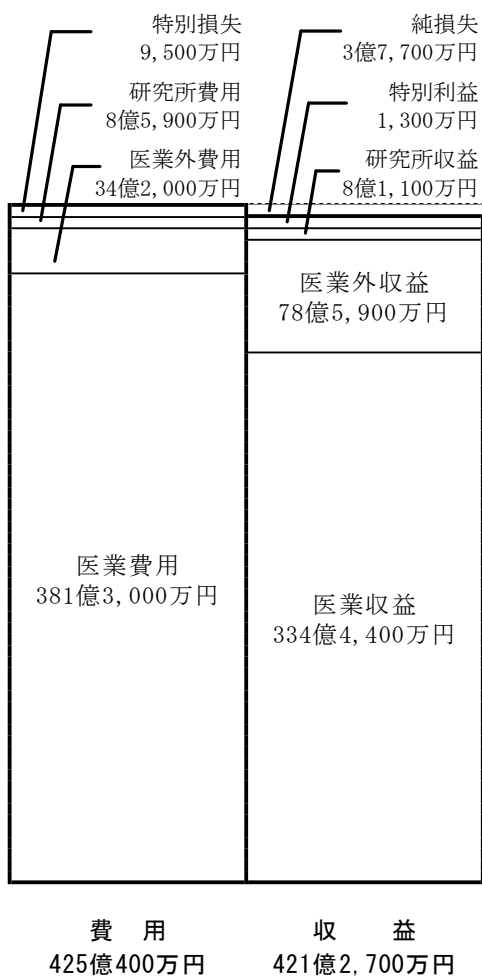 特別損失
9,500万円
研究所費用
8億5,900万円
医業外費用
34億2,000万円
純損失
3億7,700万円
特別利益
1,300万円
研究所収益
8億1,100万円
医業外収益
78億5,900万円
医業費用
381億3,000万円
医業収益
334億4,400万円
費 用
425億400万円
収 益
421億2,700万円